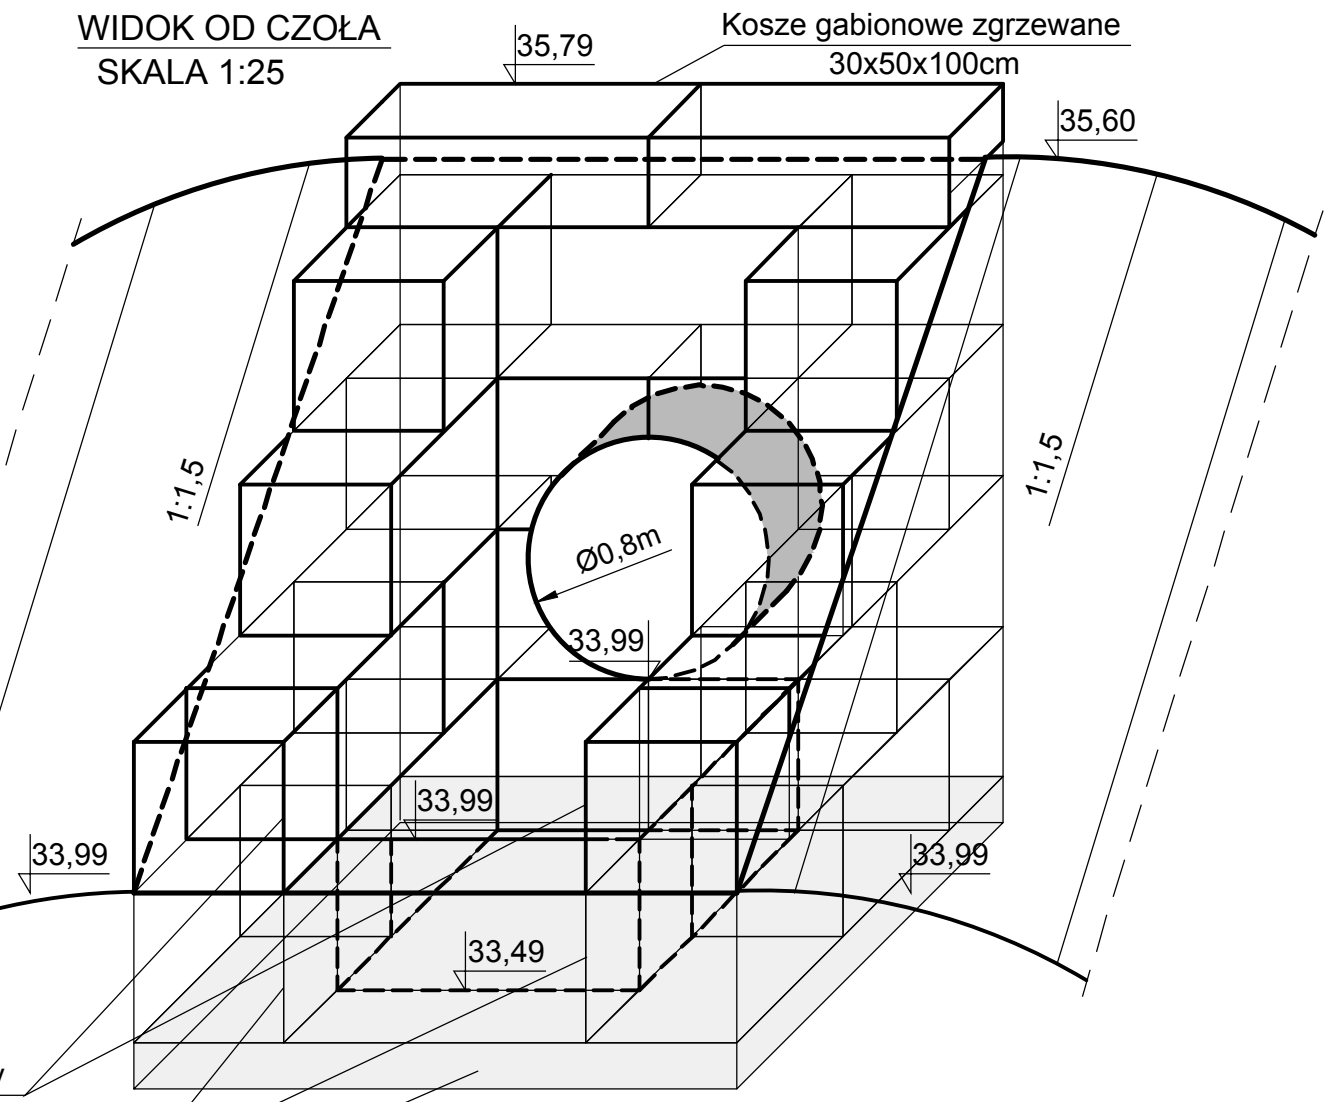 WIDOK OD CZOŁA
SKALA 1:25
Kosze gabionowe zgrzewane
30x50x100cm
35,79
35,60
1:1,5
1:1,5
Ø0,8m
33,99
33,99
33,99
33,99
33,49